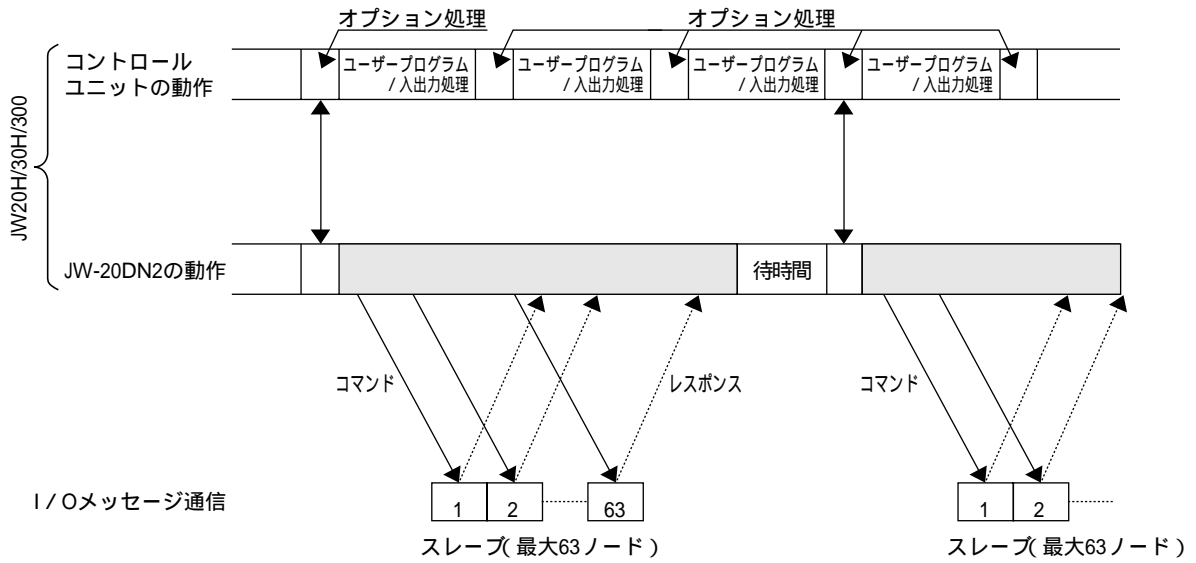 オプション処理
オプション処理
コントロール
ユニットの動作
ユーザープログラム
/ 入出力処理
ユーザープログラム
/ 入出力処理
ユーザープログラム
/ 入出力処理
ユーザープログラム
/ 入出力処理
JW20H/30H/300
JW-20DN2の動作
待時間
コマンド
レスポンス
コマンド
I / Oメッセージ通信
1
2
63
1
2
スレーブ( 最大63ノード )
スレーブ( 最大63ノード )